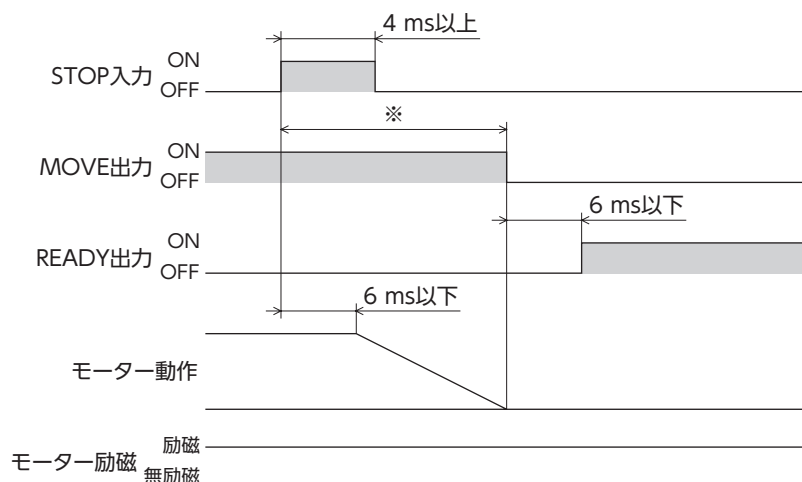 4 ms以上
STOP入力
ON
OFF
※
MOVE出力
ON
OFF
6 ms以下
READY出力
ON
OFF
6 ms以下
モーター動作
モーター励磁
励磁
無励磁